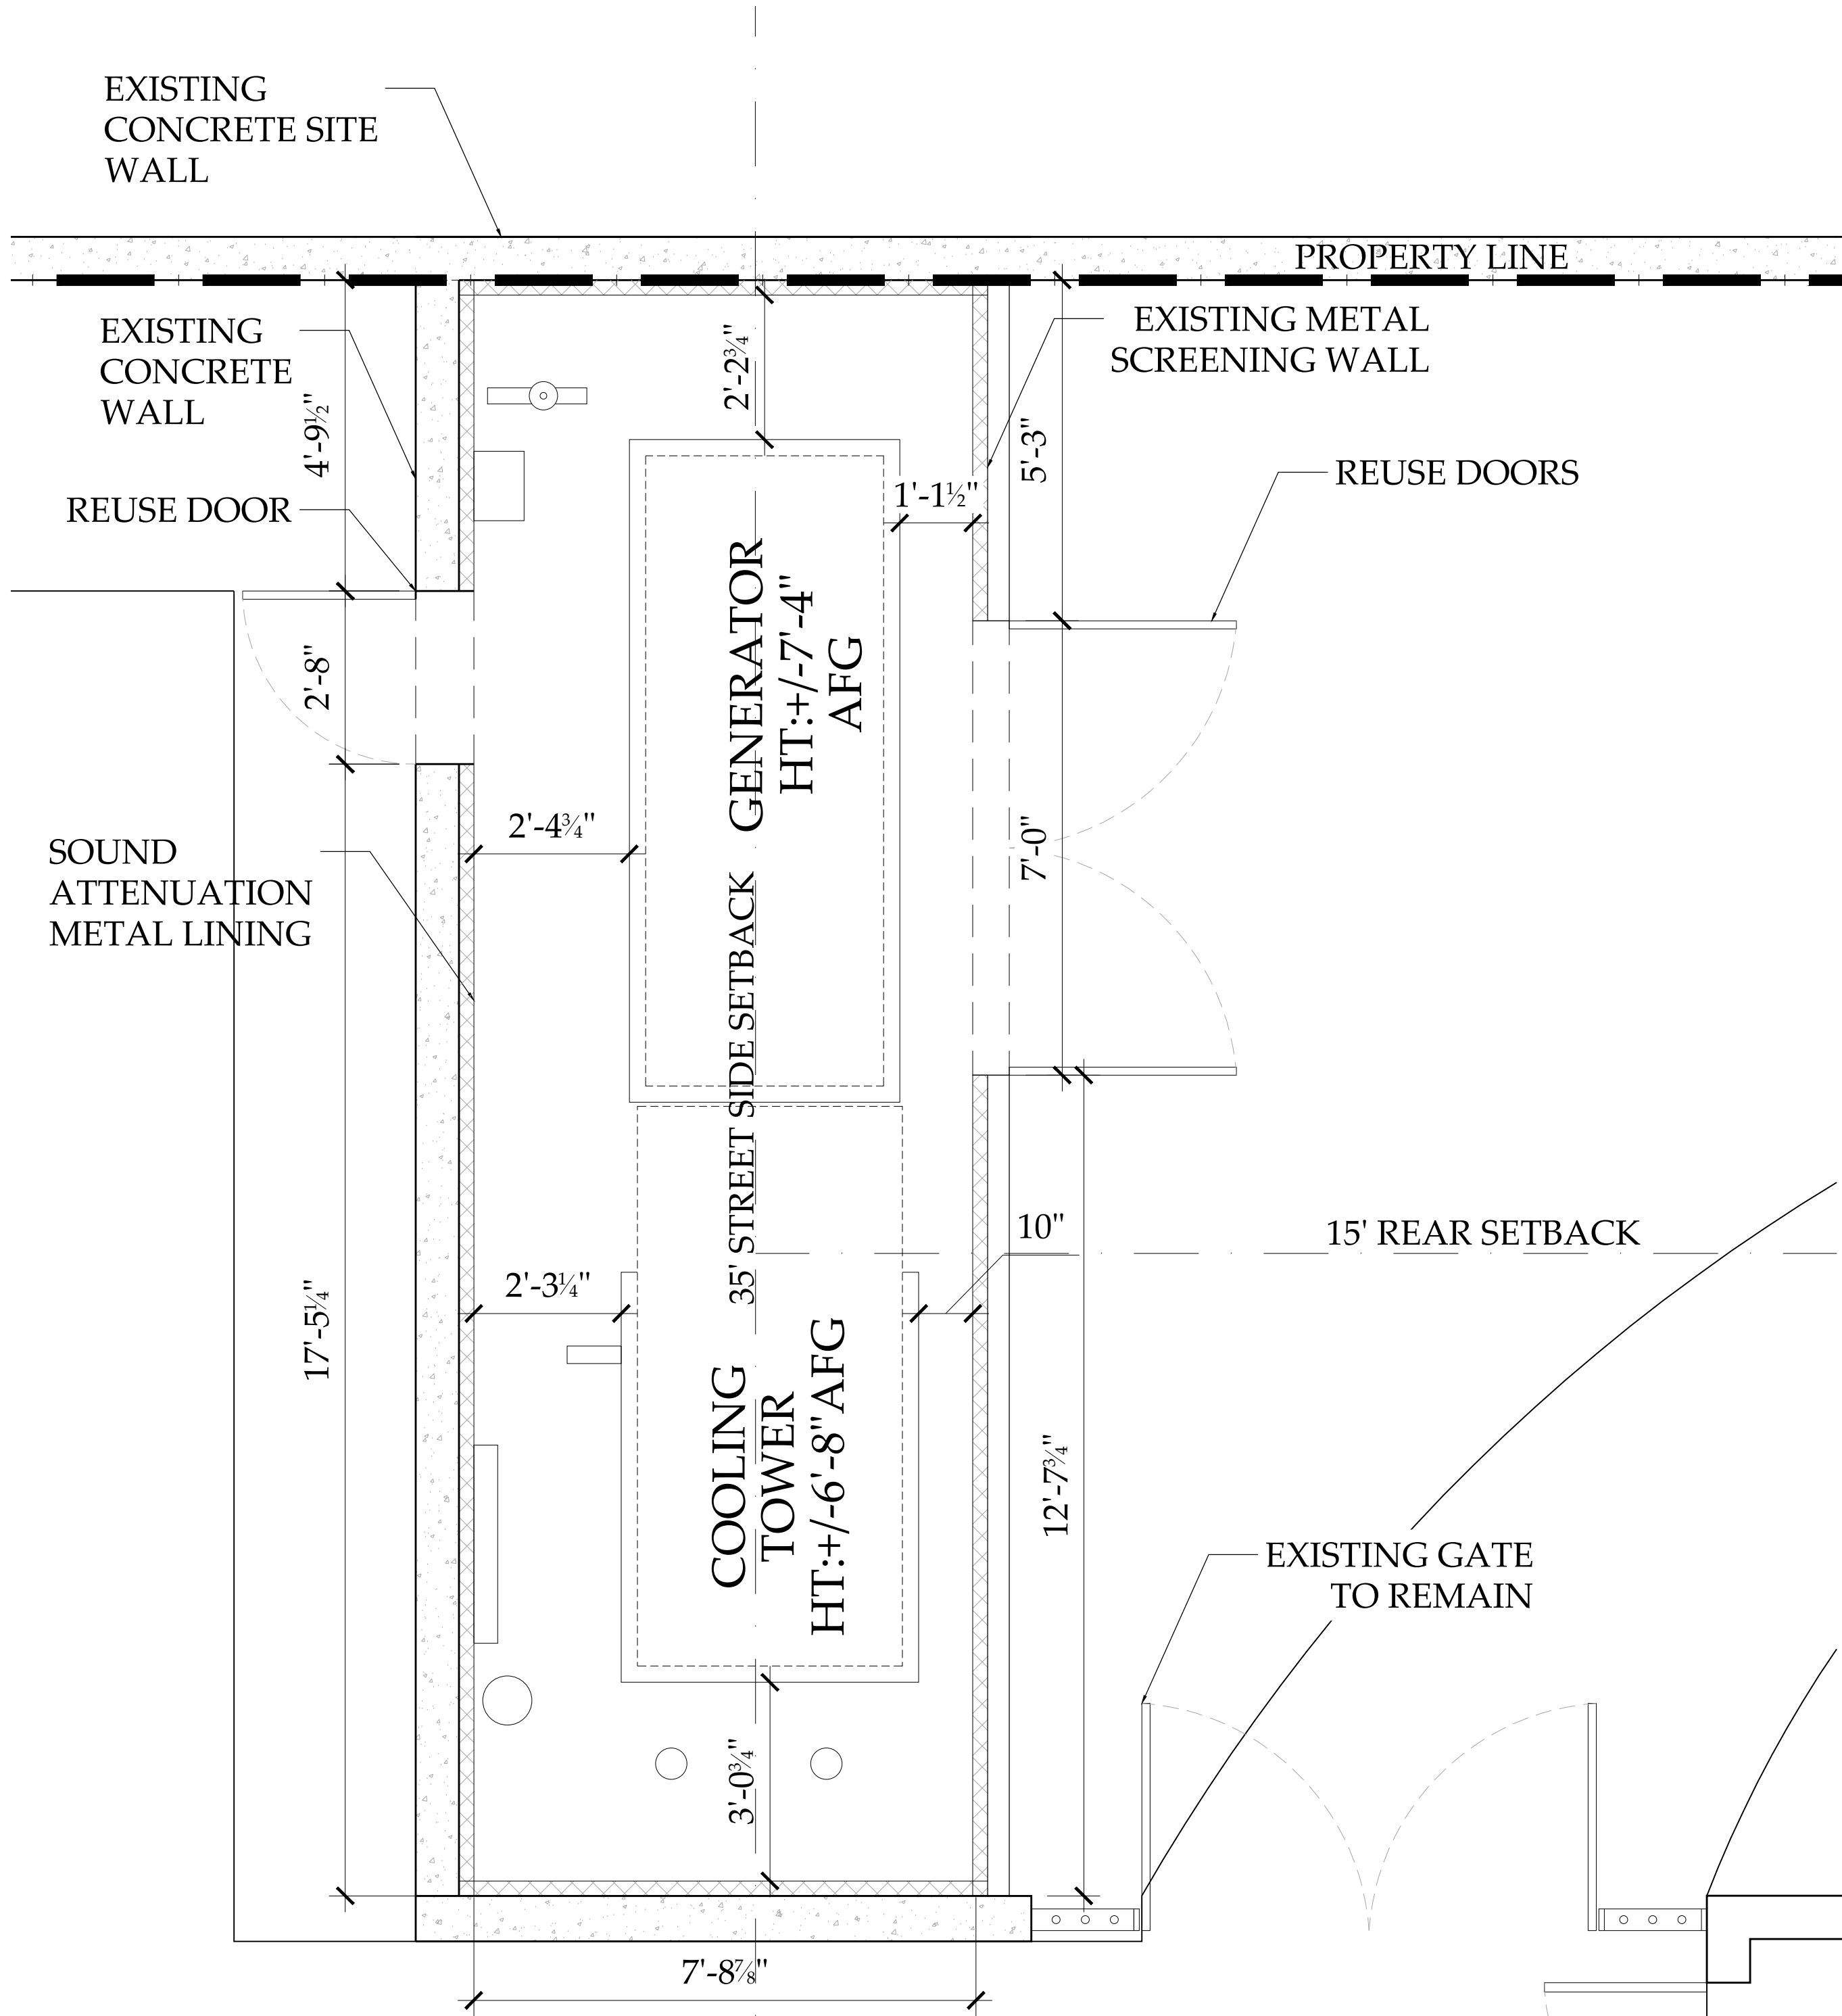 EXISTING
CONCRETE SITE
WALL
PROPERTY LINE
EXISTING
CONCRETE
WALL
EXISTING METAL
SCREENING WALL
2'-2¾"
4'-9½"
5'-3"
REUSE DOORS
1'-1½"
REUSE DOOR
GENERATOR
HT:+/-7'-4"
AFG
2'-8"
2'-4¾"
7'-0"
SOUND
ATTENUATION
METAL LINING
35' STREET SIDE SETBACK
10"
15' REAR SETBACK
2'-3¼"
17'-5¼"
COOLING
TOWER
HT:+/-6'-8"AFG
12'-7¾"
EXISTING GATE
TO REMAIN
3'-0¾"
7'-8⅞"